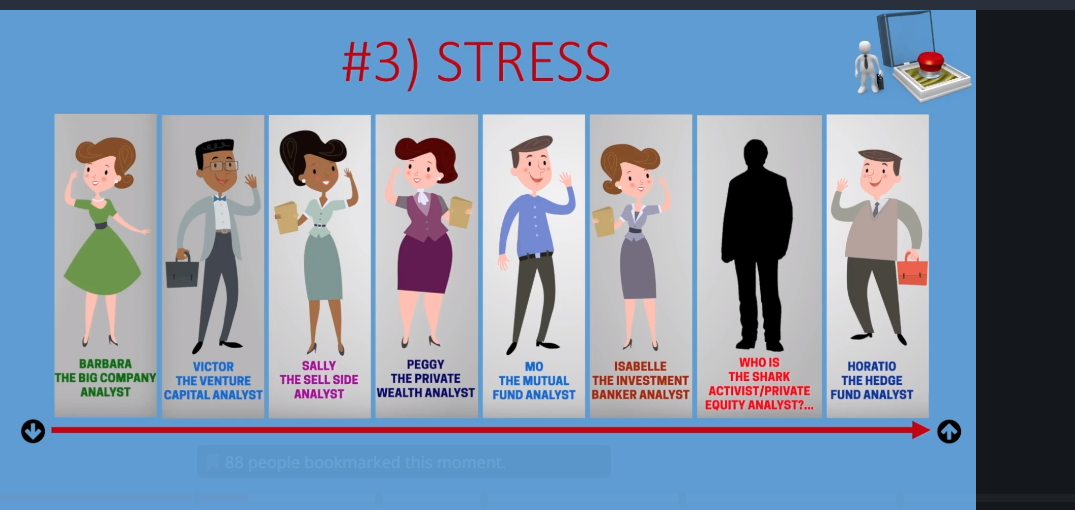 #3) STRESS
BARBARA
THE BIG COMPANY
ANALYST
VICTOR
THE VENTURE
CAPITAL ANALYST
SALLY
THE SELL SIDE
ANALYST
PEGGY
THE PRIVATE
WEALTH ANALYST
MO
THE MUTUAL
FUND ANALYST
ISABELLE
THE INVESTMENT
BANKER ANALYST
WHO IS
THE SHARK
ACTIVIST/PRIVATE
EQUITY ANALYST?...
HORATIO
THE HEDGE
FUND ANALYST
88 people bookmarked this moment.